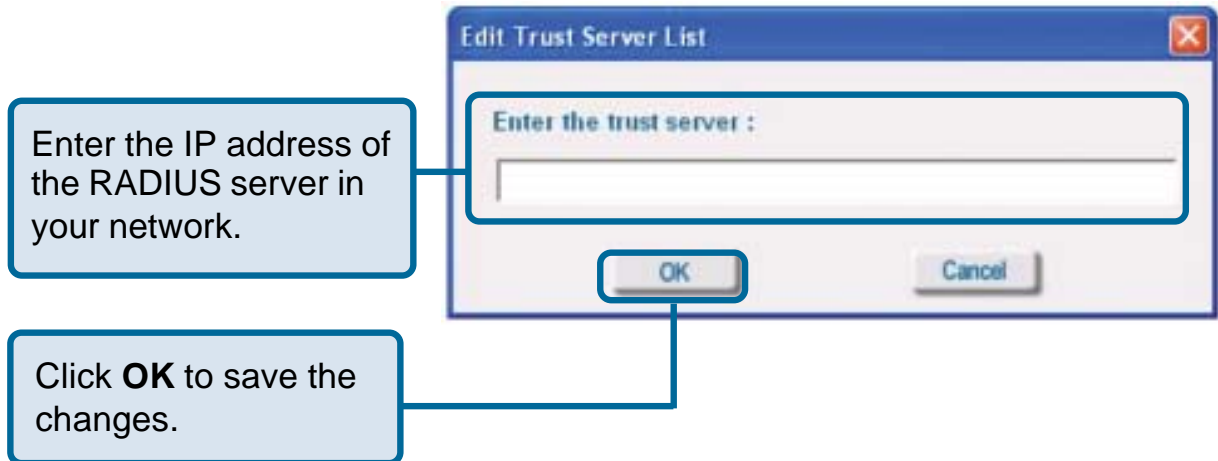 Edit Trust Server List
Enter the IP address of
the RADIUS server in
your network.
Enter the trust server :
OK
Cancel
Click OK to save the
changes.